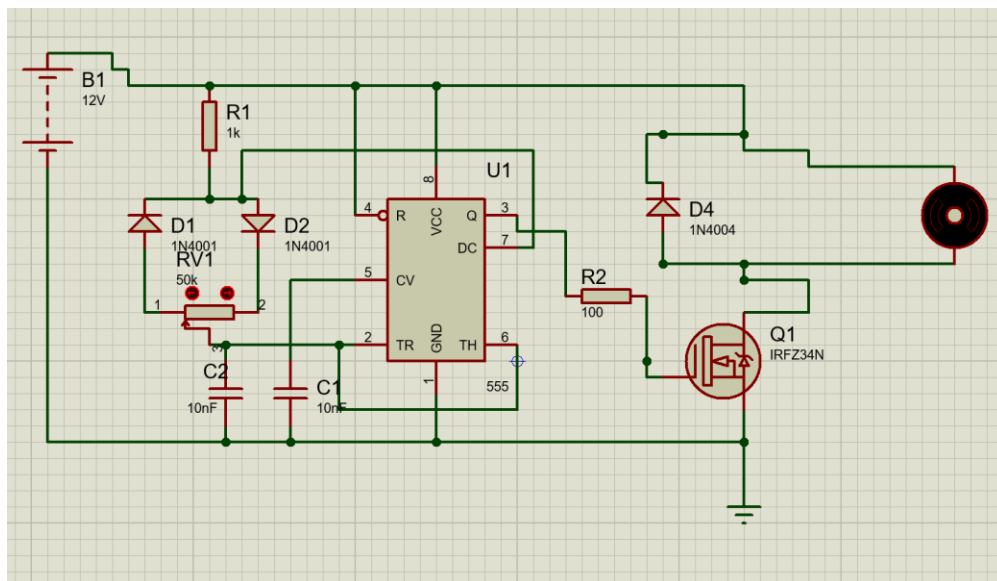 B1
12V
R1
1k
U1
D1
1N4001
D2
1N4001
RV1
50k
1
2
3
8
4
R
VCC
Q
3
DC
7
5
CV
2
TR
GND
TH
6
1
555
C2
10nF
C1
10nF
R2
100
D4
1N4004
Q1
IRFZ34N